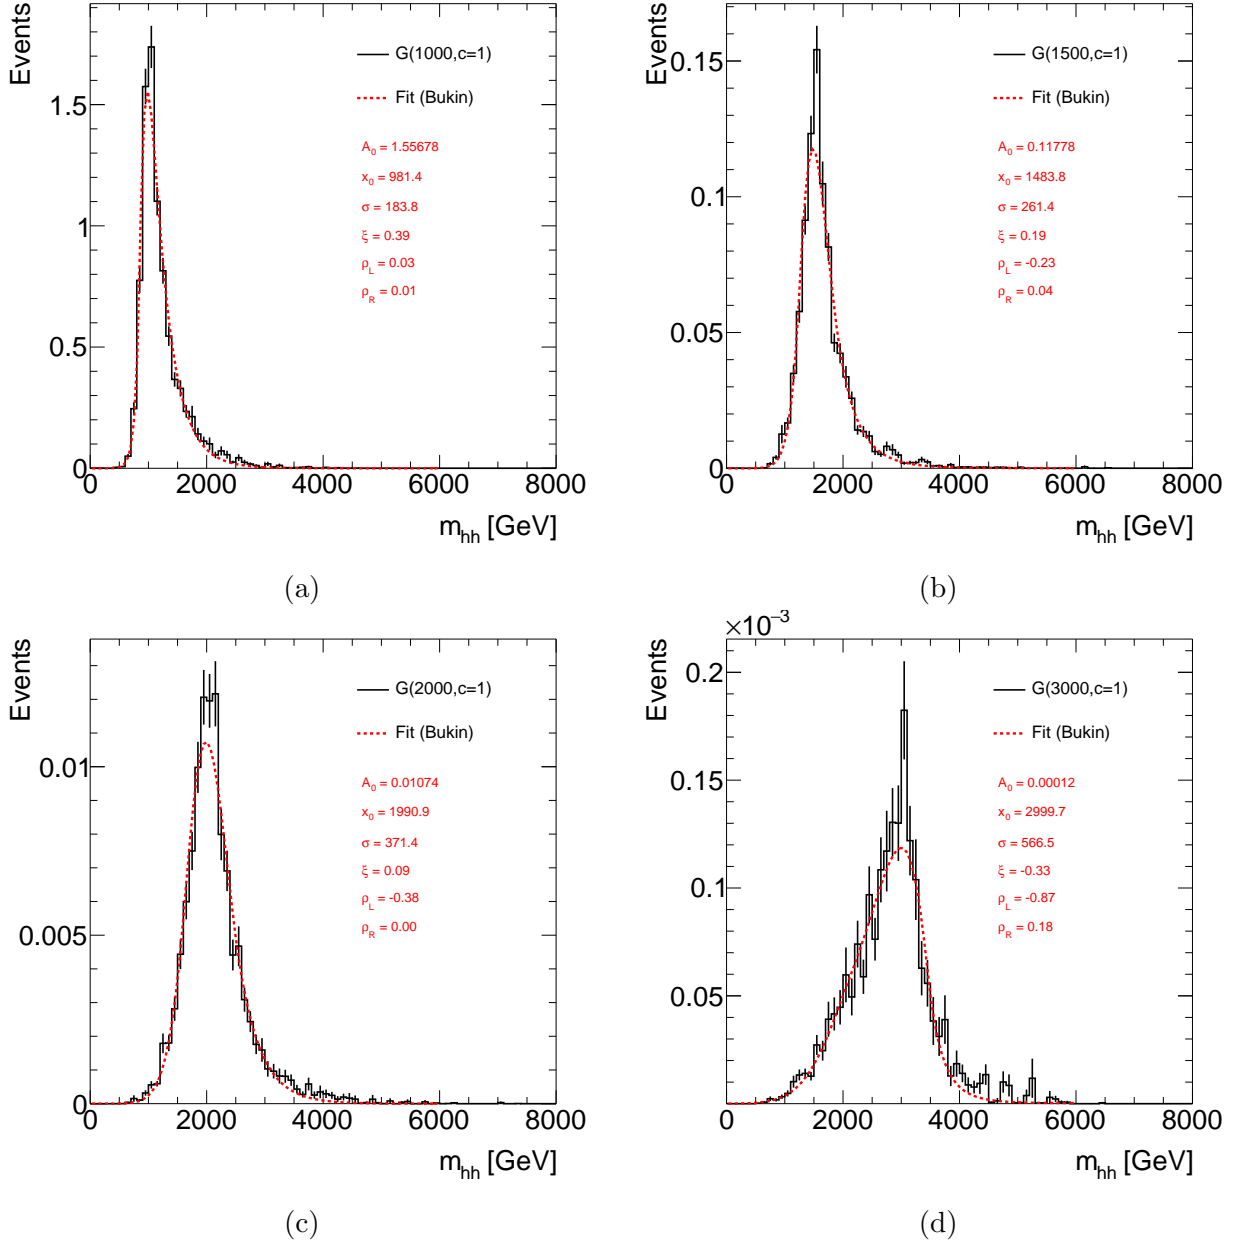 Events
G(1000,c=1)
Fit (Bukin)
A0 = 1.55678
x0 = 981.4
σ = 183.8
ξ = 0.39
ρL = 0.03
ρR = 0.01
1.5
1
0.5
0
0 2000 4000 6000 8000
mhh [GeV]
(a)
Events
G(1500,c=1)
Fit (Bukin)
A0 = 0.11778
x0 = 1483.8
σ = 261.4
ξ = 0.19
ρL = -0.23
ρR = 0.04
0.15
0.1
0.05
0
0 2000 4000 6000 8000
mhh [GeV]
(b)
Events
G(2000,c=1)
Fit (Bukin)
A0 = 0.01074
x0 = 1990.9
σ = 371.4
ξ = 0.09
ρL = -0.38
ρR = 0.00
0.01
0.005
0
0 2000 4000 6000 8000
mhh [GeV]
(c)
×10−3
Events
G(3000,c=1)
Fit (Bukin)
A0 = 0.00012
x0 = 2999.7
σ = 566.5
ξ = -0.33
ρL = -0.87
ρR = 0.18
0.2
0.15
0.1
0.05
0 2000 4000 6000 8000
mhh [GeV]
(d)